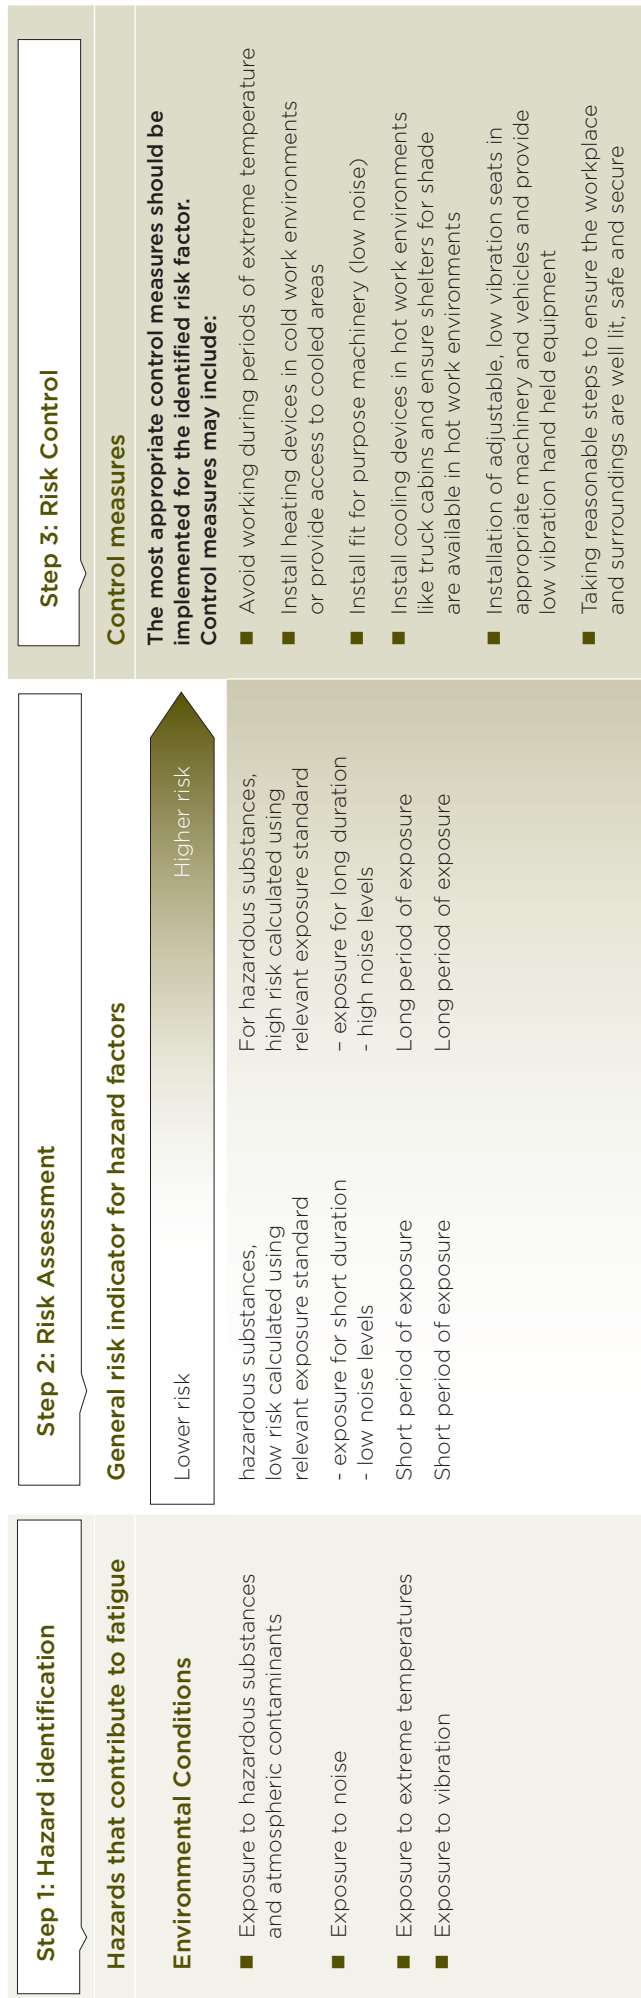 Step 1: Hazard identification
Hazards that contribute to fatigue
Environmental Conditions
■ Exposure to hazardous substances
and atmospheric contaminants
■ Exposure to noise
■ Exposure to extreme temperatures
■ Exposure to vibration
Step 2: Risk Assessment
General risk indicator for hazard factors
Lower risk
Higher risk
hazardous substances,
low risk calculated using
relevant exposure standard
- exposure for short duration
- low noise levels
Short period of exposure
Short period of exposure
For hazardous substances,
high risk calculated using
relevant exposure standard
– exposure for long duration
- high noise levels
Long period of exposure
Long period of exposure
Step 3: Risk Control
Control measures
The most appropriate control measures should be
implemented for the identified risk factor.
Control measures may include:
■ Avoid working during periods of extreme temperature
■ Install heating devices in cold work environments
or provide access to cooled areas
■ Install fit for purpose machinery (low noise)
■ Install cooling devices in hot work environments
like truck cabins and ensure shelters for shade
are available in hot work environments
■ Installation of adjustable, low vibration seats in
appropriate machinery and vehicles and provide
low vibration hand held equipment
■ Taking reasonable steps to ensure the workplace
and surroundings are well lit, safe and secure